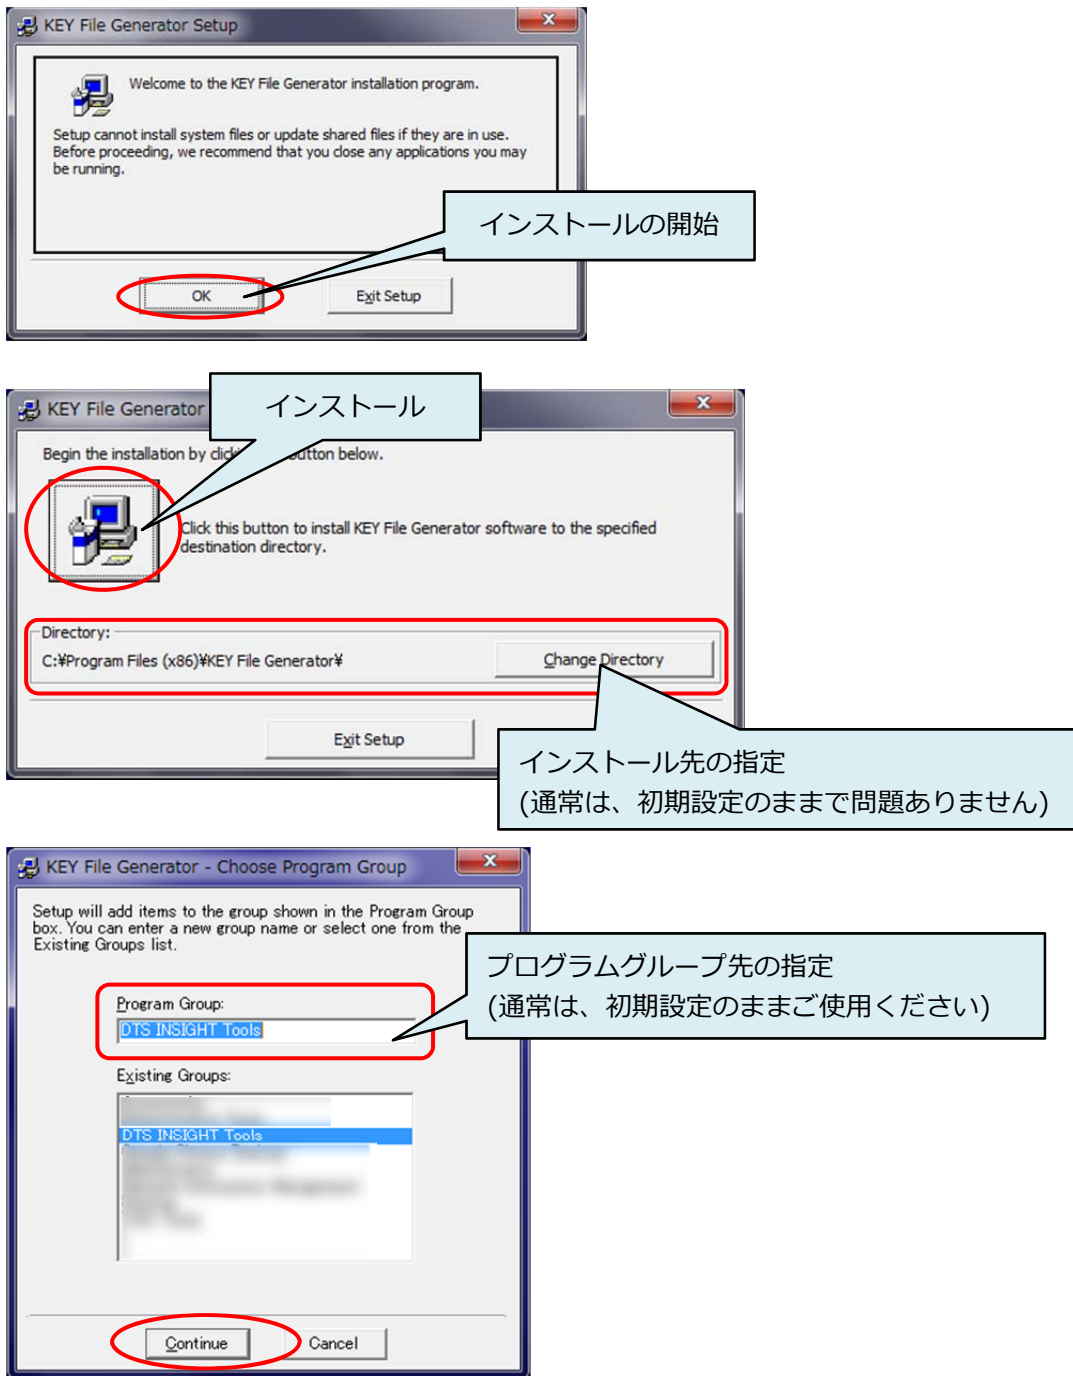 KEY File Generator Setup
Welcome to the KEY File Generator installation program.
Setup cannot install system files or update shared files if they are in use.
Before proceeding, we recommend that you close any applications you may
be running.
インストールの開始
OK
Exit Setup
KEY File Generator
インストール
Begin the installation by button below.
Click this button to install KEY File Generator software to the specified
destination directory.
Directory:
C:¥Program Files (x86)¥KEY File Generator¥
Change Directory
Exit Setup
インストール先の指定
(通常は、初期設定のままで問題ありません)
KEY File Generator - Choose Program Group
Setup will add items to the group shown in the Program Group
box. You can enter a new group name or select one from the
Existing Groups list.
プログラムグループ先の指定
(通常は、初期設定のままご使用ください)
Program Group:
DTS INSIGHT Tools
Existing Groups:
DTS INSIGHT Tools
Continue
Cancel